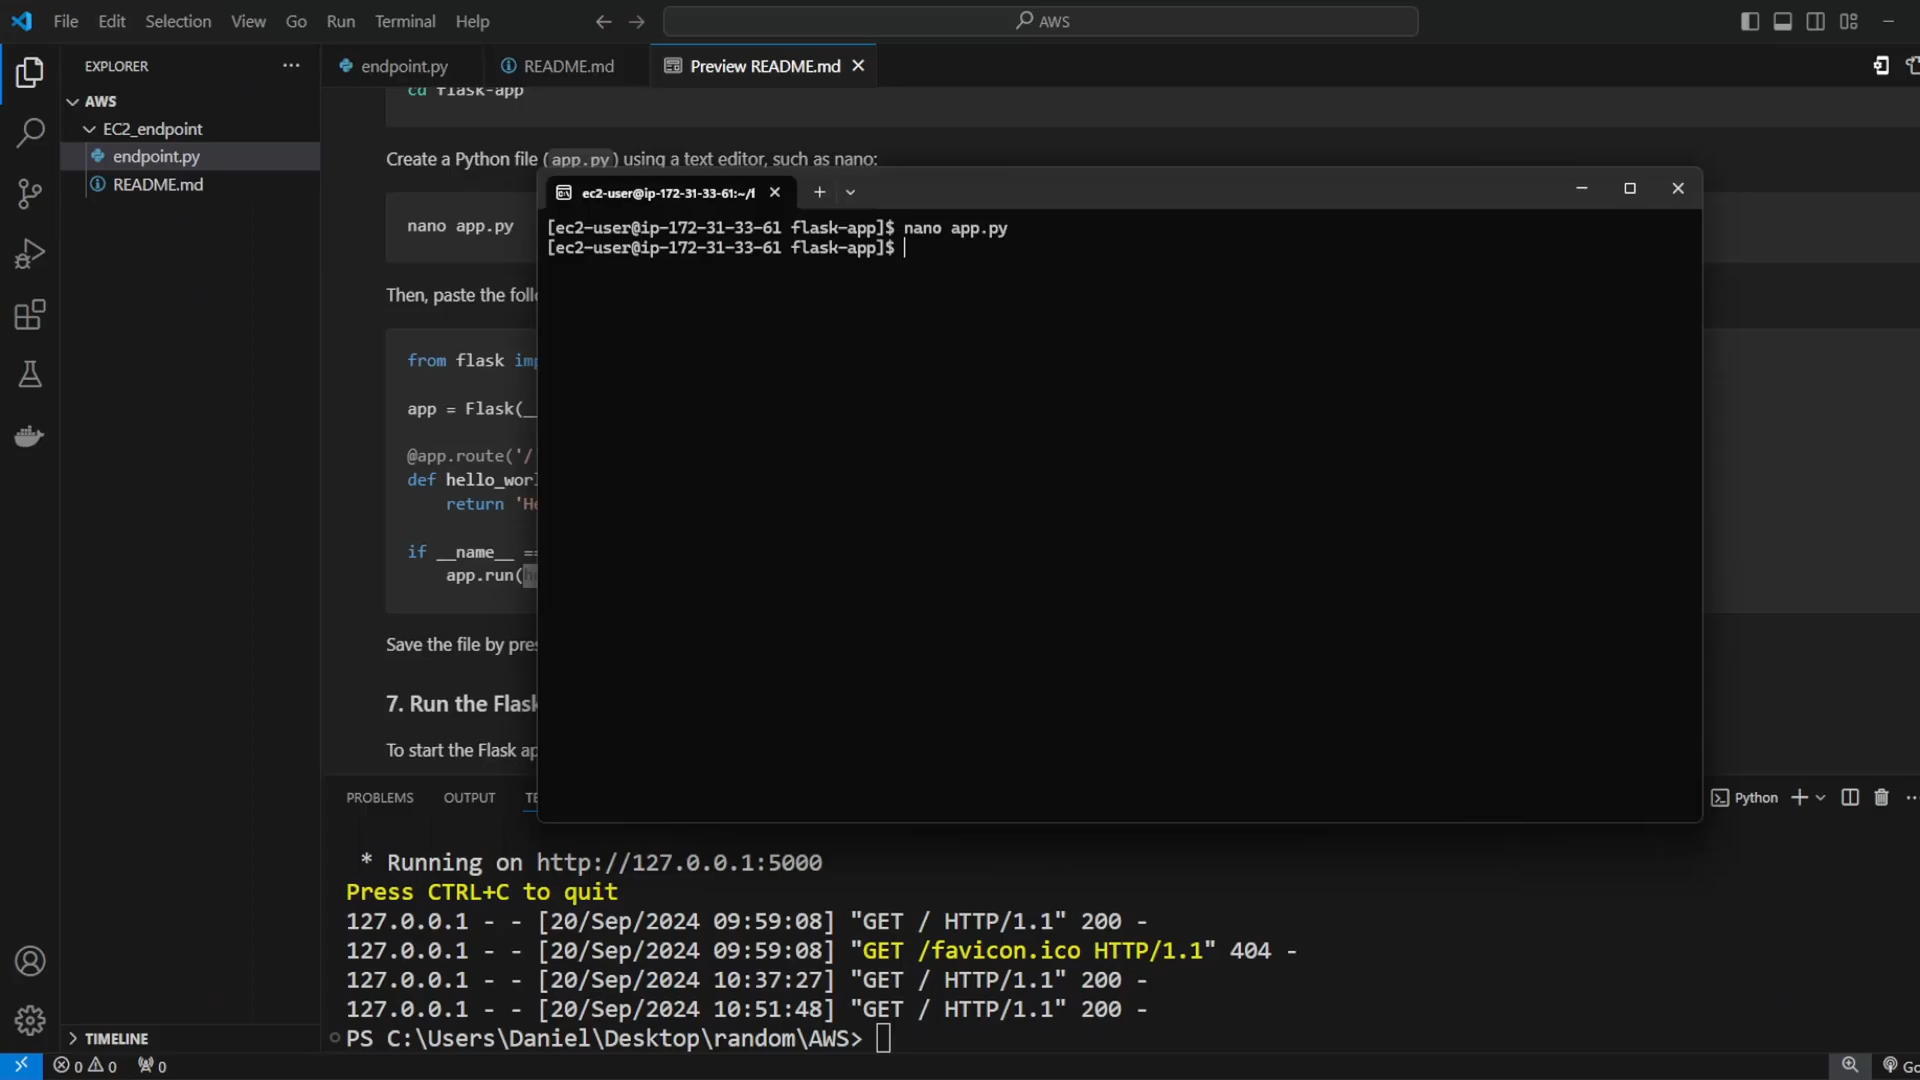 File Edit Selection View Go Run Terminal Help
AWS
EXPLORER
endpoint.py
README.md
Preview README.md
AWS
EC2_endpoint
endpoint.py
README.md
cd flask-app
Create a Python file (app.py) using a text editor, such as nano:
nano app.py
Then, paste the
from flask
app = Flask(
@app.route('/
def
return
if __name__ ==
app.run(
Save the file by
7. Run the
To start the Flask
ec2-user@ip-172-31-33-61:~/f
[ec2-user@ip-172-31-33-61 flask-app]$ nano app.py
[ec2-user@ip-172-31-33-61 flask-app]$
PROBLEMS OUTPUT
Python
* Running on http://127.0.0.1:5000
Press CTRL+C to quit
127.0.0.1 - - [20/Sep/2024 09:59:08] "GET / HTTP/1.1" 200 -
127.0.0.1 - - [20/Sep/2024 09:59:08] "GET /favicon.ico HTTP/1.1" 404 -
127.0.0.1 - - [20/Sep/2024 10:37:27] "GET / HTTP/1.1" 200 -
127.0.0.1 - - [20/Sep/2024 10:51:48] "GET / HTTP/1.1" 200 -
PS C:\Users\Daniel\Desktop\random\AWS>
TIMELINE
0 0 0